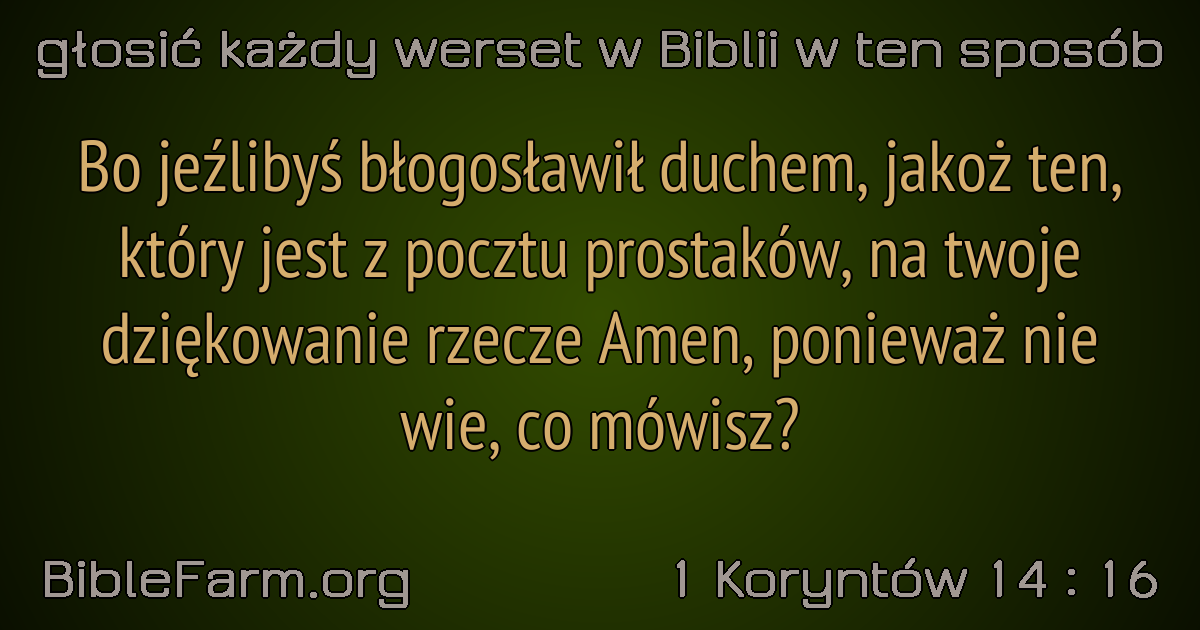 głosić każdy werset w Biblii w ten sposób
Bo jeźlibyś błogosławił duchem, jakoż ten,
który jest z pocztu prostaków, na twoje
dziękowanie rzecze Amen, ponieważ nie
wie, co mówisz?
BibleFarm.org
1 Koryntów 14 : 16